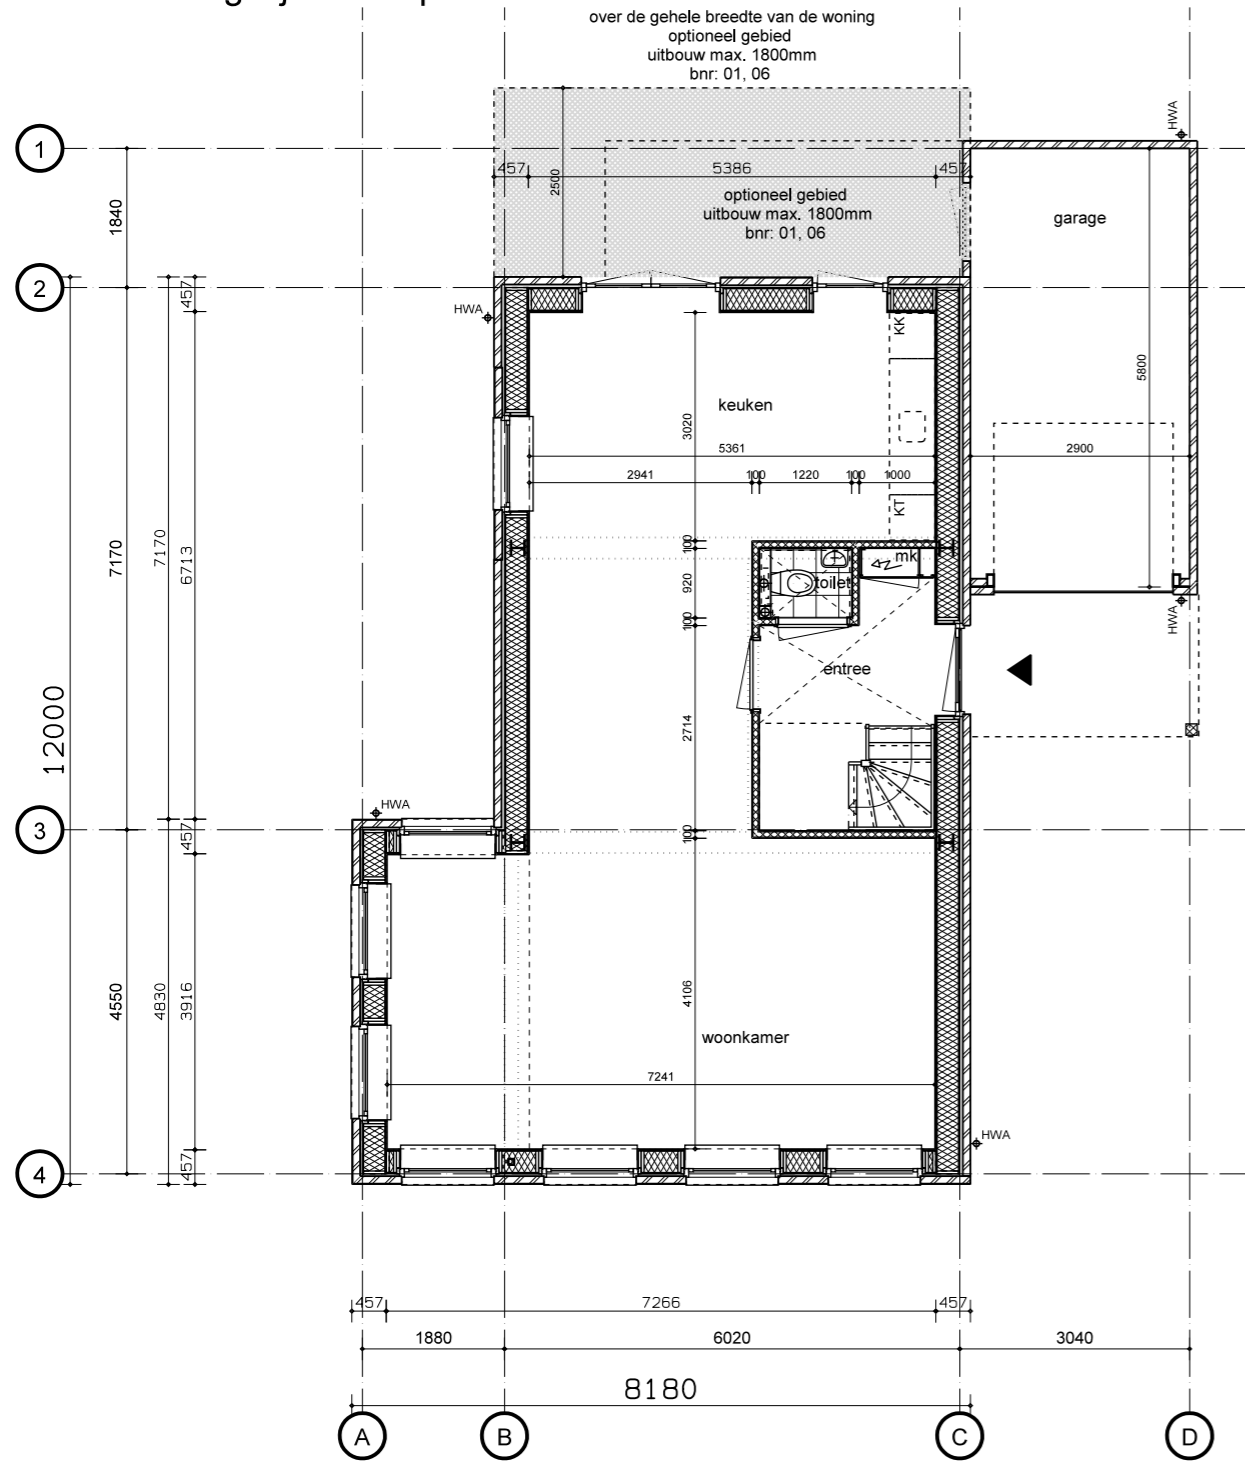 over de gehele breedte van de woning
optioneel gebied
uitbouw max. 1800mm
bnr: 01, 06
HWA
1
457
5386
457
2500
1840
optioneel gebied
uitbouw max. 1800mm
bnr: 01, 06
garage
2
457
HWA
KK
5800
keuken
3020
5361
2900
2941
100
1220
100
1000
KT
7170
7170
6713
100
mk
920
toilet
100
HWA
entree
12000
2714
HWA
3
457
100
4550
4830
3916
4106
woonkamer
7241
HWA
4
457
457
7266
457
1880
6020
3040
8180
A
B
C
D